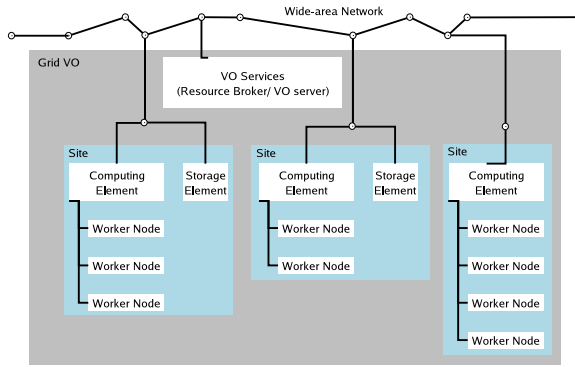 Wide-area Network
Grid VO
VO Services
(Resource Broker/ VO server)
Site
Computing
Element
Storage
Element
Worker Node
Worker Node
Worker Node
Site
Computing
Element
Storage
Element
Worker Node
Worker Node
Site
Computing
Element
Worker Node
Worker Node
Worker Node
Worker Node